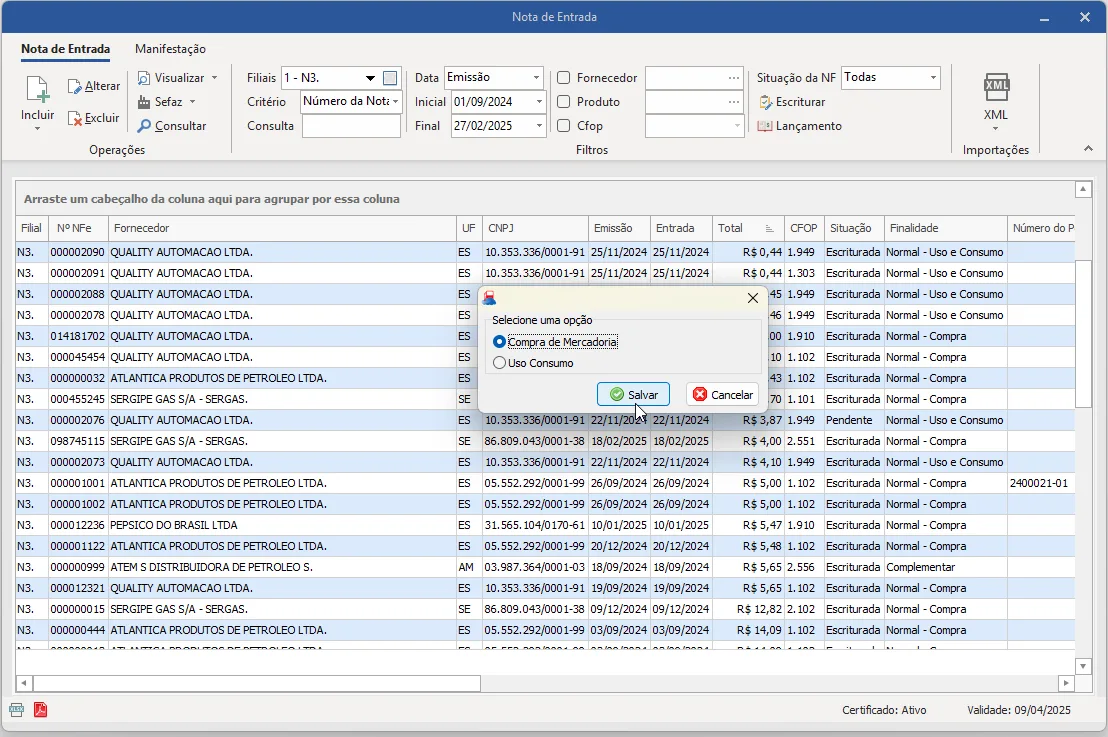 Nota de Entrada
Nota de Entrada Manifestação
Incluir
Alterar
Excluir
Visualizar
Sefaz
Consultar
Operações
Filiais 1 - N3.
Critério Número da Nota
Consulta
Data Emissão
Inicial 01/09/2024
Final 27/02/2025
Fornecedor ...
Produto ...
Cfop
Situação da NF Todas
Escriturar
Lançamento
Filtros
XML
XML
Importações
Arraste um cabeçalho da coluna aqui para agrupar por essa coluna
Filial Nº NFe Fornecedor UF CNPJ Emissão Entrada Total CFOP Situação Finalidade Número do P
N3. 000002090 QUALITY AUTOMACAO LTDA. ES 10.353.336/0001-91 25/11/2024 25/11/2024 R$ 0,44 1.949 Escriturada Normal - Uso e Consumo
N3. 000002091 QUALITY AUTOMACAO LTDA. ES 10.353.336/0001-91 25/11/2024 25/11/2024 R$ 0,44 1.303 Escriturada Normal - Uso e Consumo
N3. 000002088 QUALITY AUTOMACAO LTDA. ES 45 1.949 Escriturada Normal - Uso e Consumo
N3. 000002078 QUALITY AUTOMACAO LTDA. ES 46 1.949 Escriturada Normal - Uso e Consumo
N3. 014181702 QUALITY AUTOMACAO LTDA. ES 00 1.910 Escriturada Normal - Compra
N3. 000045454 QUALITY AUTOMACAO LTDA. ES 10 1.102 Escriturada Normal - Compra
N3. 000000032 ATLANTICA PRODUTOS DE PETROLEO LTDA. ES 43 1.102 Escriturada Normal - Compra
N3. 000455245 SERGIPE GAS S/A - SERGAS. SE 70 1.101 Escriturada Normal - Compra
N3. 000002076 QUALITY AUTOMACAO LTDA. ES 10.353.336/0001-91 22/11/2024 22/11/2024 R$ 3,87 1.949 Pendente Normal - Uso e Consumo
N3. 098745115 SERGIPE GAS S/A - SERGAS. SE 86.809.043/0001-38 18/02/2025 18/02/2025 R$ 4,00 2.551 Escriturada Normal - Compra
N3. 000002073 QUALITY AUTOMACAO LTDA. ES 10.353.336/0001-91 22/11/2024 22/11/2024 R$ 4,10 1.949 Escriturada Normal - Uso e Consumo
N3. 000001001 ATLANTICA PRODUTOS DE PETROLEO LTDA. ES 05.552.292/0001-99 26/09/2024 26/09/2024 R$ 5,00 1.102 Escriturada Normal - Compra 2400021-01
N3. 000001002 ATLANTICA PRODUTOS DE PETROLEO LTDA. ES 05.552.292/0001-99 26/09/2024 26/09/2024 R$ 5,00 1.102 Escriturada Normal - Compra
N3. 000012236 PEPSICO DO BRASIL LTDA ES 31.565.104/0170-61 10/01/2025 10/01/2025 R$ 5,47 1.910 Escriturada Normal - Compra
N3. 000001122 ATLANTICA PRODUTOS DE PETROLEO LTDA. ES 05.552.292/0001-99 20/12/2024 20/12/2024 R$ 5,48 1.102 Escriturada Normal - Compra
N3. 000000999 ATEM S DISTRIBUIDORA DE PETROLEO S. AM 03.987.364/0001-03 18/09/2024 18/09/2024 R$ 5,65 2.556 Escriturada Complementar
N3. 000012321 QUALITY AUTOMACAO LTDA. ES 10.353.336/0001-91 19/09/2024 19/09/2024 R$ 5,65 1.102 Escriturada Normal - Compra
N3. 000000015 SERGIPE GAS S/A - SERGAS. SE 86.809.043/0001-38 09/12/2024 09/12/2024 R$ 12,82 2.102 Escriturada Normal - Compra
N3. 000000444 ATLANTICA PRODUTOS DE PETROLEO LTDA. ES 05.552.292/0001-99 03/09/2024 03/09/2024 R$ 14,09 1.102 Escriturada Normal - Compra
Selecione uma opção
Compra de Mercadoria
Uso Consumo
Salvar Cancelar
Certificado: Ativo Validade: 09/04/2025